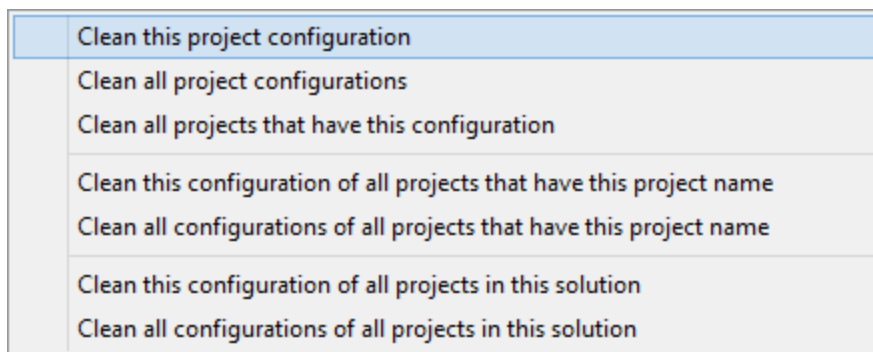 Clean this project configuration
Clean all project configurations
Clean all projects that have this configuration
Clean this configuration of all projects that have this project name
Clean all configurations of all projects that have this project name
Clean this configuration of all projects in this solution
Clean all configurations of all projects in this solution